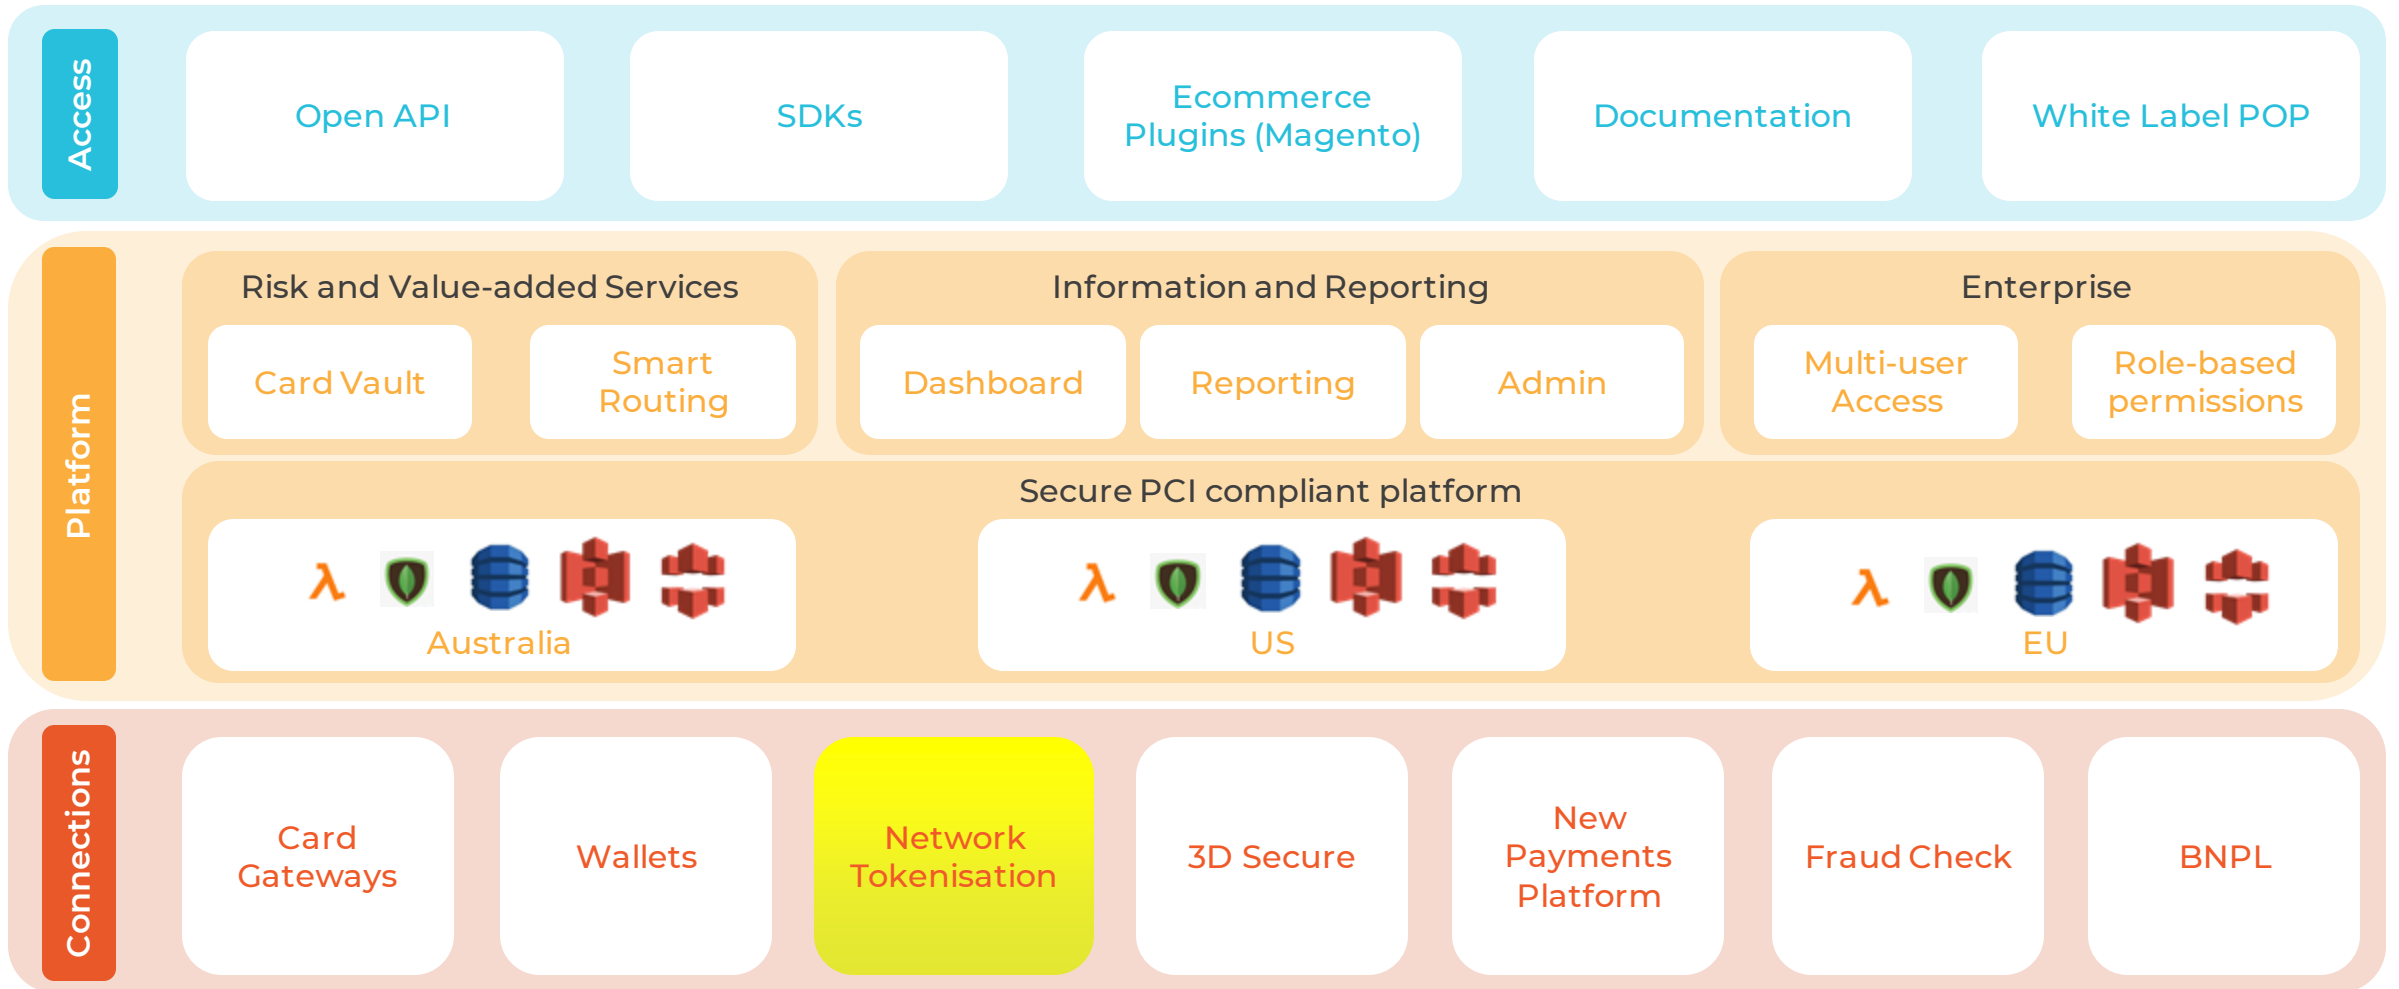 Access
Open API
SDKs
Ecommerce
Plugins (Magento)
Documentation
White Label POP
Platform
Risk and Value-added Services
Card Vault
Smart
Routing
Information and Reporting
Dashboard
Reporting
Admin
Enterprise
Multi-user
Access
Role-based
permissions
Secure PCI compliant platform
Australia
US
EU
Connections
Card
Gateways
Wallets
Network
Tokenisation
3D Secure
New
Payments
Platform
Fraud Check
BNPL